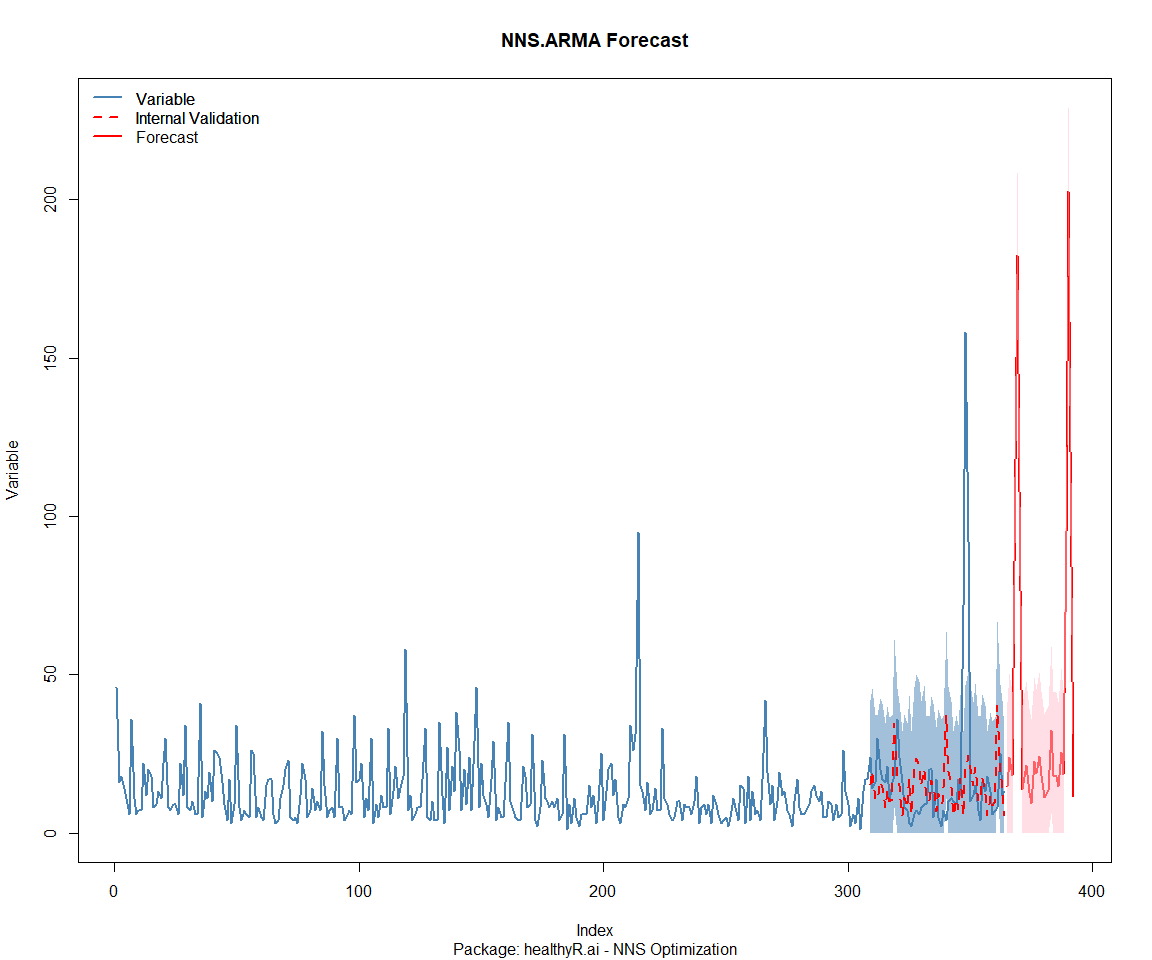 NNS.ARMA Forecast
Variable
Internal Validation
Forecast
200
150
100
50
0
Variable
0
100
200
300
400
Index
Package: healthyR.ai - NNS Optimization